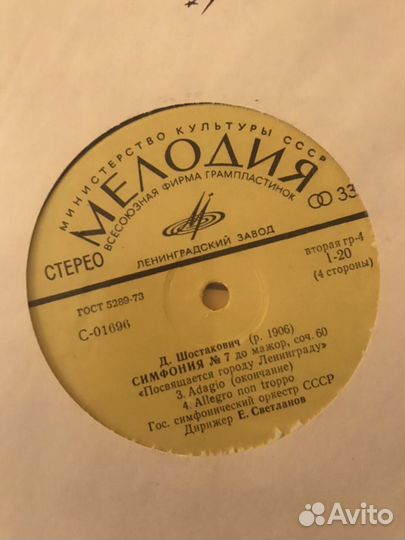 МИНИСТЕРСТВО КУЛЬТУРЫ СССР
МЕЛОДИЯ
ВСЕСОЮЗНАЯ ФИРМА ГРАМПЛАСТИНОК
33
ЛЕНИНГРАДСКИЙ ЗАВОД
СТЕРЕО
ГОСТ 5289-73
С-01696
вторая гр-4
1-20
(4 стороны)
Д. Шостакович (р. 1906)
СИМФОНИЯ № 7 до мажор, соч. 60
«Посвящается городу Ленинграду»
3. Adagio (окончание)
4. Allegro non troppo
Гос. симфонический оркестр СССР
Дирижер Е. Светланов
Avito